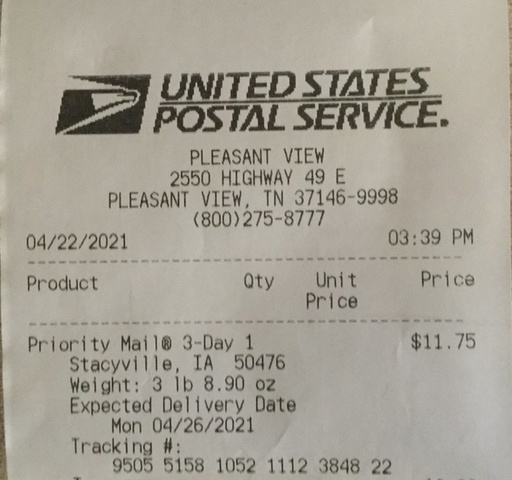 UNITED STATES
POSTAL SERVICE.
PLEASANT VIEW
2550 HIGHWAY 49 E
PLEASANT VIEW, TN 37146-9998
(800)275-8777
04/22/2021 03:39 PM
Product Qty Unit Price
Price
Priority Mail® 3-Day 1 $11.75
Stacyville, IA 50476
Weight: 3 lb 8.90 oz
Expected Delivery Date
Mon 04/26/2021
Tracking #:
9505 5158 1052 1112 3848 22